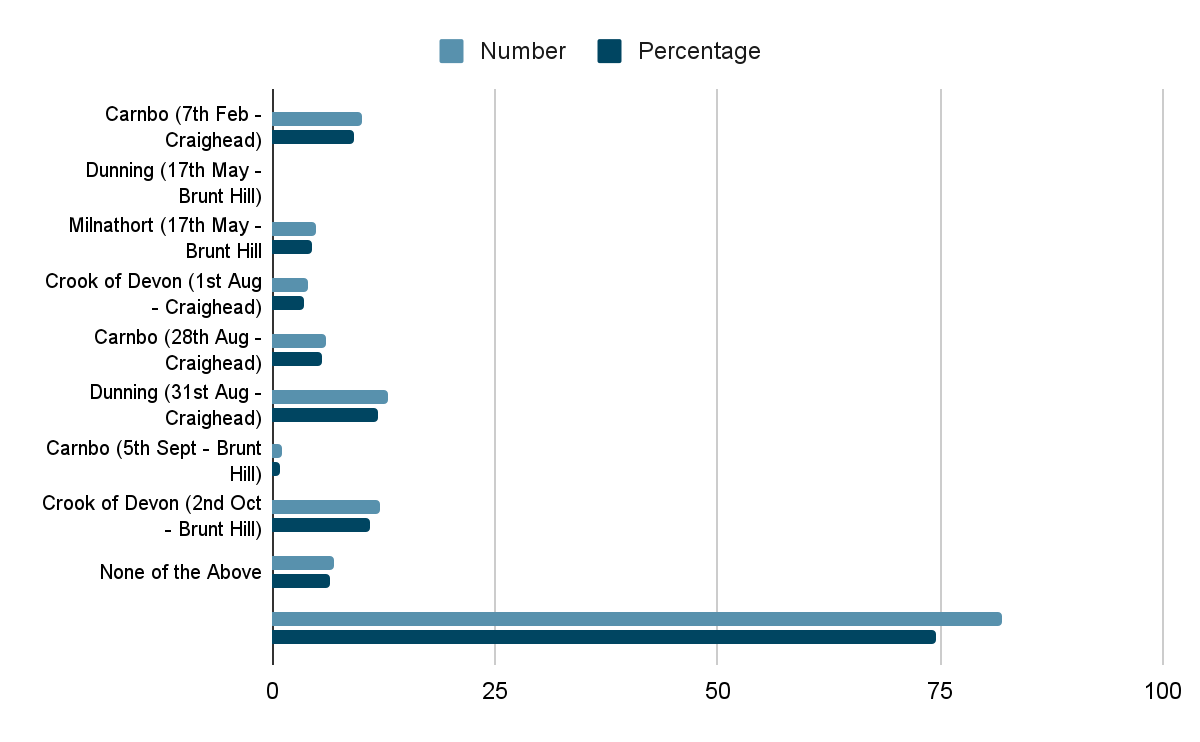 Number Percentage
Carnbo (7th Feb -
Craighead)
Dunning (17th May -
Brunt Hill)
Milnathort (17th May -
Brunt Hill
Crook of Devon (1st Aug
- Craighead)
Carnbo (28th Aug -
Craighead)
Dunning (31st Aug -
Craighead)
Carnbo (5th Sept - Brunt
Hill)
Crook of Devon (2nd Oct
- Brunt Hill)
None of the Above
0 25 50 75 100